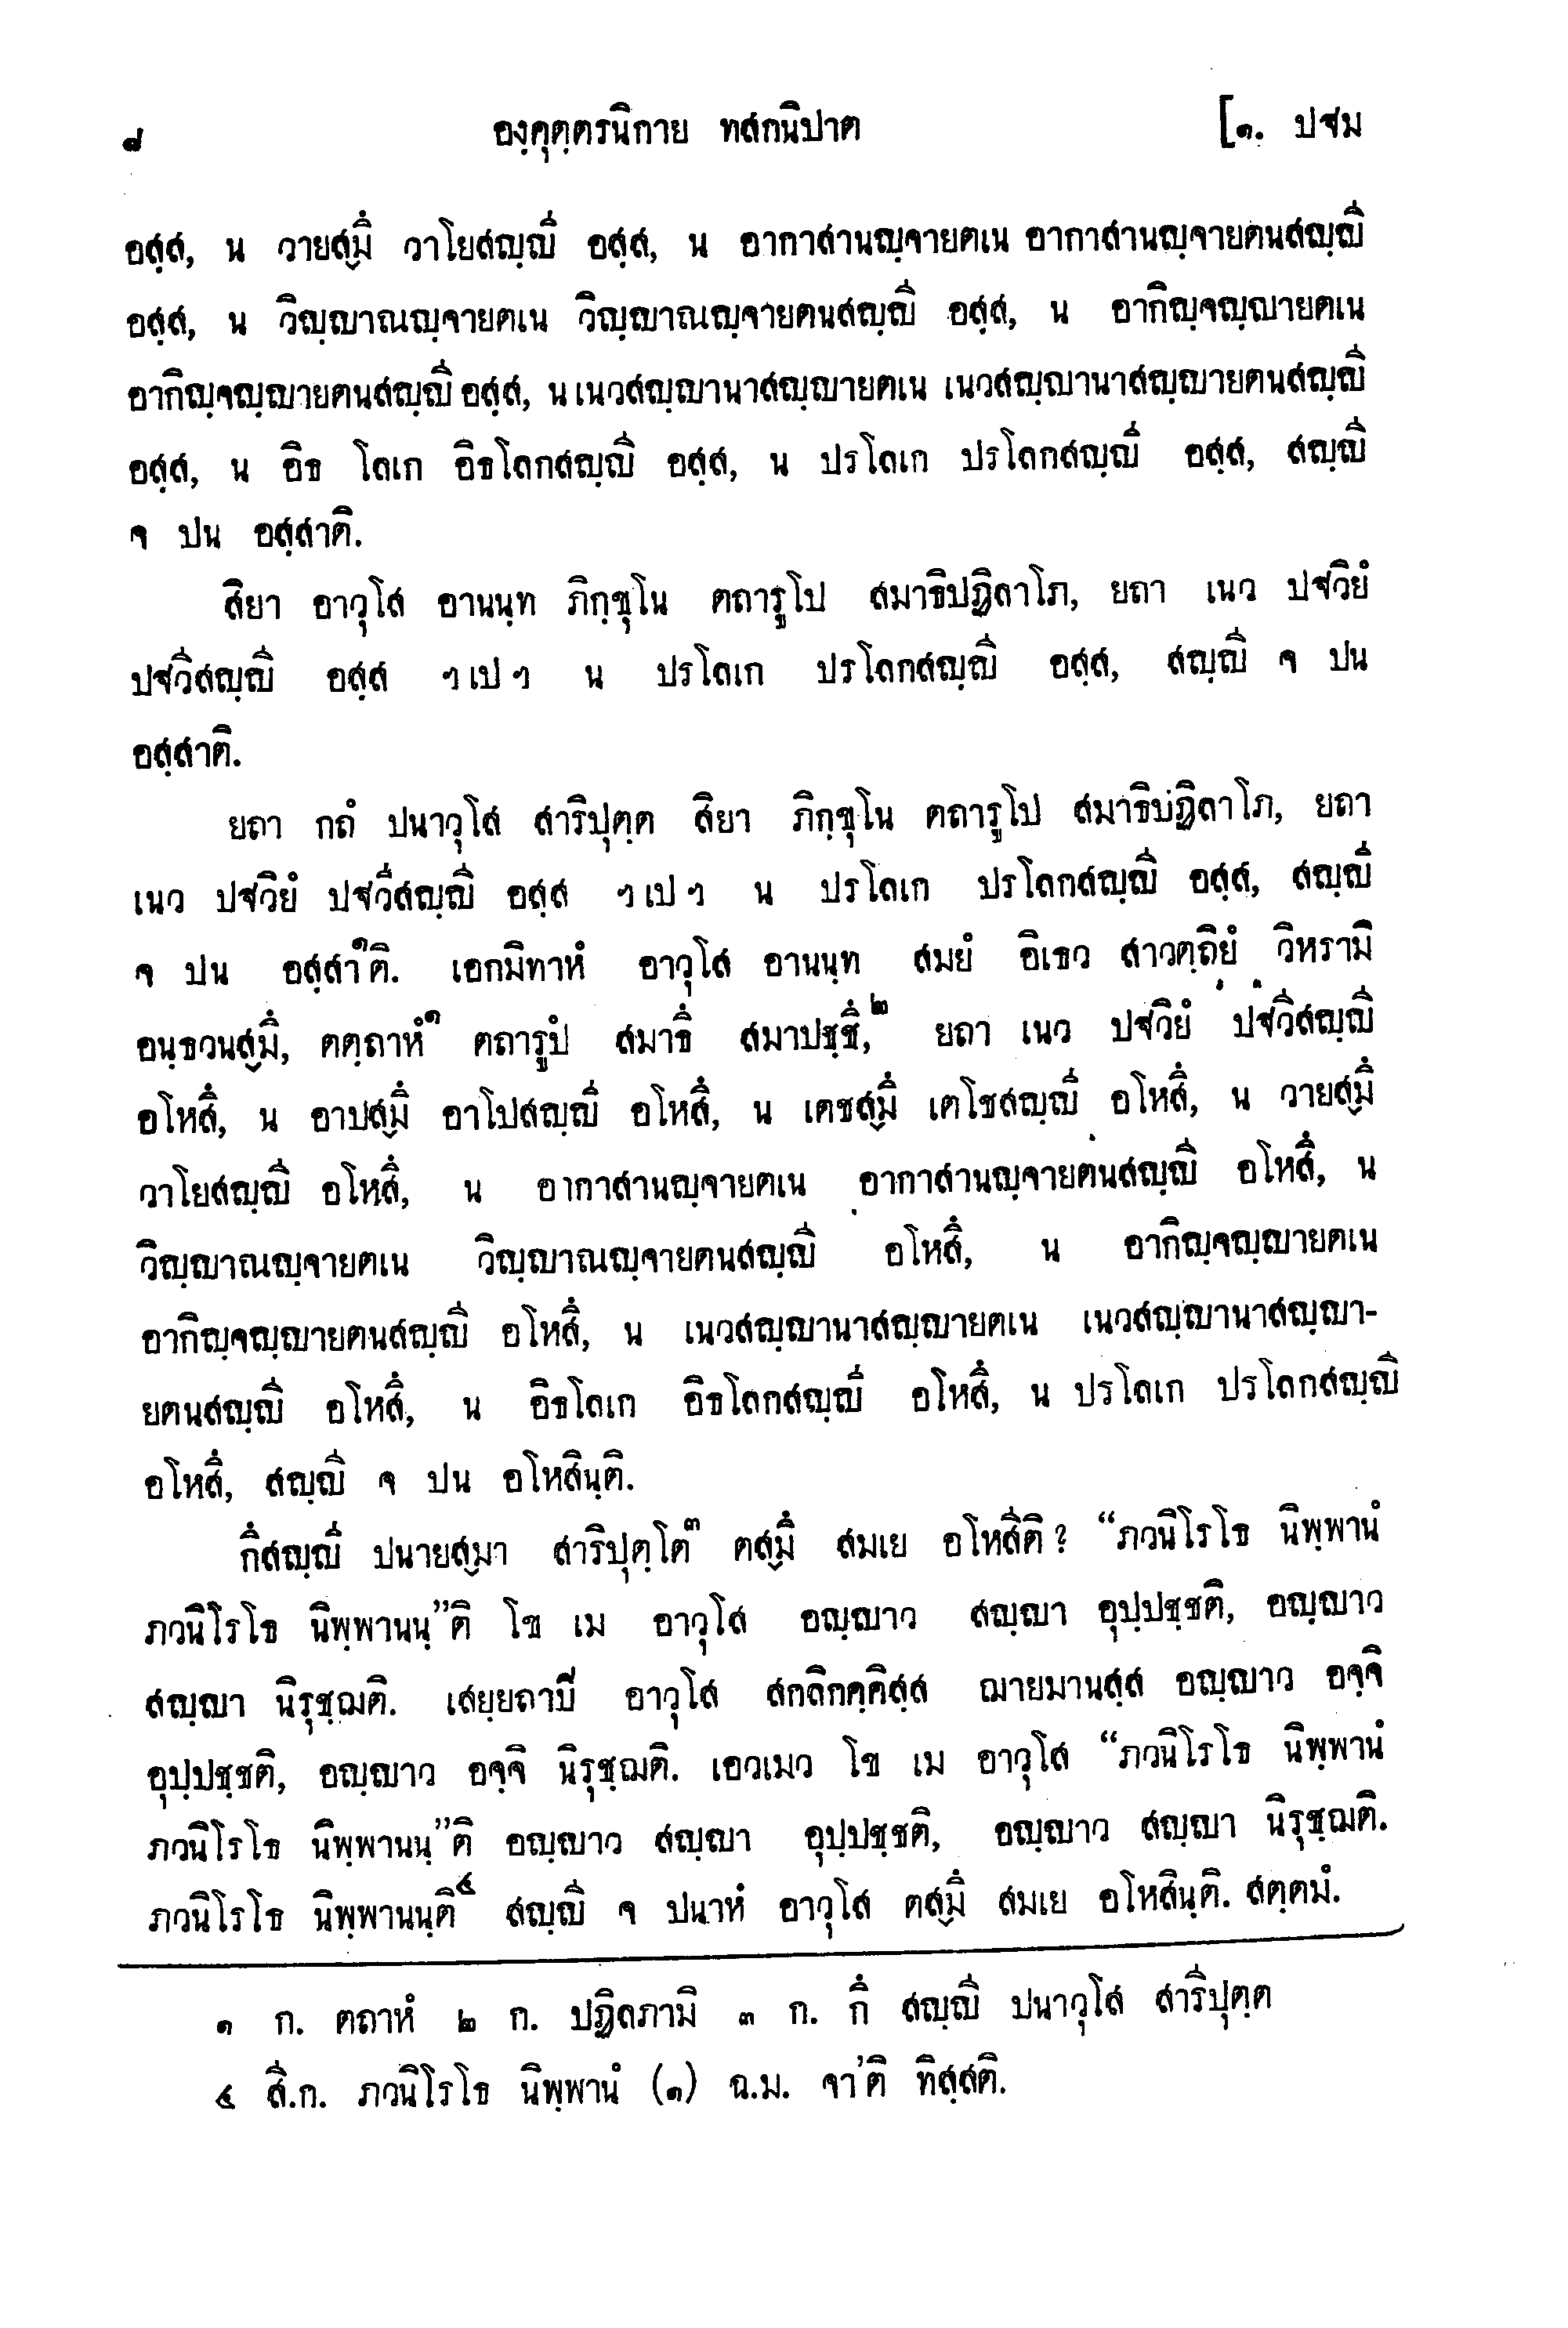 ๘ องฺคุตฺตรนิกาย ทสกนิปาต [๑. ปฐม
อสฺส, น วายสฺมึ วาโยสญฺญี อสฺส, น อากาสานญฺจายตเน อากาสานญฺจายตนสญฺญี
อสฺส, น วิญฺญาณญฺจายตเน วิญฺญาณญฺจายตนสญฺญี อสฺส, น อากิญฺจญฺญายตเน
อากิญฺจญฺญายตนสญฺญี อสฺส, น เนวสญฺญานาสญฺญายตเน เนวสญฺญานาสญฺญายตนสญฺญี
อสฺส, น อิธ โลเก อิธโลกสญฺญี อสฺส, น ปรโลเก ปรโลกสญฺญี อสฺส, สญฺญี
จ ปน อสฺสาติ.
สิยา อาวุโส อานนฺท ภิกฺขุโน ตถารูโป สมาธิปฏิลาโภ, ยถา เนว ปฐวิยํ
ปฐวีสญฺญี อสฺส ฯเปฯ น ปรโลเก ปรโลกสญฺญี อสฺส, สญฺญี จ ปน
อสฺสาติ.
ยถา กถํ ปนาวุโส สาริปุตฺต สิยา ภิกฺขุโน ตถารูโป สมาธิปฏิลาโภ, ยถา
เนว ปฐวิยํ ปฐวีสญฺญี อสฺส ฯเปฯ น ปรโลเก ปรโลกสญฺญี อสฺส, สญฺญี
จ ปน อสฺสา๑ติ. เอกมิทาหํ อาวุโส อานนฺท สมยํ อิเธว สาวตฺถิยํ วิหรามิ
อนฺธวนสฺมึ, ตตฺถาหํ๑ ตถารูปํ สมาธึ สมาปชฺชึ,๒ ยถา เนว ปฐวิยํ ปฐวีสญฺญี
อโหสึ, น อาปสฺมึ อาโปสญฺญี อโหสึ, น เตชสฺมึ เตโชสญฺญี อโหสึ, น วายสฺมึ
วาโยสญฺญี อโหสึ, น อากาสานญฺจายตเน อากาสานญฺจายตนสญฺญี อโหสึ, น
วิญฺญาณญฺจายตเน วิญฺญาณญฺจายตนสญฺญี อโหสึ, น อากิญฺจญฺญายตเน
อากิญฺจญฺญายตนสญฺญี อโหสึ, น เนวสญฺญานาสญฺญายตเน เนวสญฺญานาสญฺญา-
ยตนสญฺญี อโหสึ, น อิธโลเก อิธโลกสญฺญี อโหสึ, น ปรโลเก ปรโลกสญฺญี
อโหสึ, สญฺญี จ ปน อโหสินฺติ.
กึสญฺญี ปนายสฺมา สาริปุตฺโต๓ ตสฺมึ สมเย อโหสีติ ? “ภวนิโรโธ นิพฺพานํ
ภวนิโรโธ นิพฺพานนฺ”ติ โข เม อาวุโส อญฺญาว สญฺญา อุปฺปชฺชติ, อญฺญาว
สญฺญา นิรุชฺฌติ. เสยฺยถาปิ อาวุโส สกลิกคฺคิสฺส ฌายมานสฺส อญฺญาว อจฺจิ
อุปฺปชฺชติ, อญฺญาว อจฺจิ นิรุชฺฌติ. เอวเมว โข เม อาวุโส “ภวนิโรโธ นิพฺพานํ
ภวนิโรโธ นิพฺพานนฺ”ติ อญฺญาว สญฺญา อุปฺปชฺชติ, อญฺญาว สญฺญา นิรุชฺฌติ.
ภวนิโรโธ นิพฺพานนฺติ๔ สญฺญี จ ปนาหํ อาวุโส ตสฺมึ สมเย อโหสินฺติ. สตฺตมํ.
๑ ก. ตถาหํ ๒ ก. ปฏิลภามิ ๓ ก. กึ สญฺญี ปนาวุโส สาริปุตฺต
๔ สี.ก. ภวนิโรโธ นิพฺพานํ (๑) ฉ.ม. จา'ติ ทิสฺสติ.